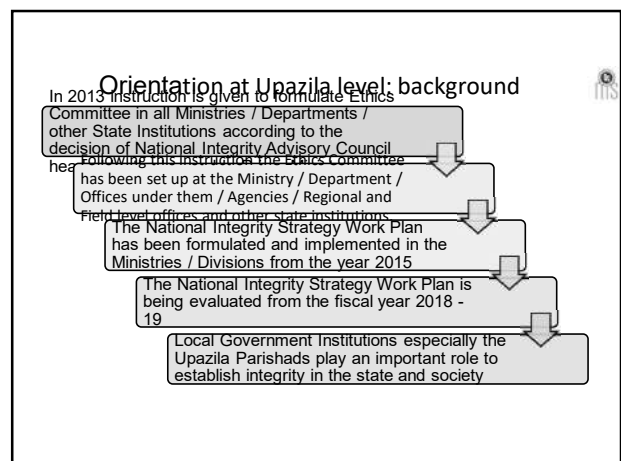 Orientation at Upazila level: background
In 2013 instruction is given to formulate Ethics
Committee in all Ministries / Departments /
other State Institutions according to the
decision of National Integrity Advisory Council
hea
Following this instruction the Ethics Committee
has been set up at the Ministry / Department /
Offices under them / Agencies / Regional and
Field level offices and other state institutions
The National Integrity Strategy Work Plan
has been formulated and implemented in the
Ministries / Divisions from the year 2015
The National Integrity Strategy Work Plan is
being evaluated from the fiscal year 2018 -
19
Local Government Institutions especially the
Upazila Parishads play an important role to
establish integrity in the state and society